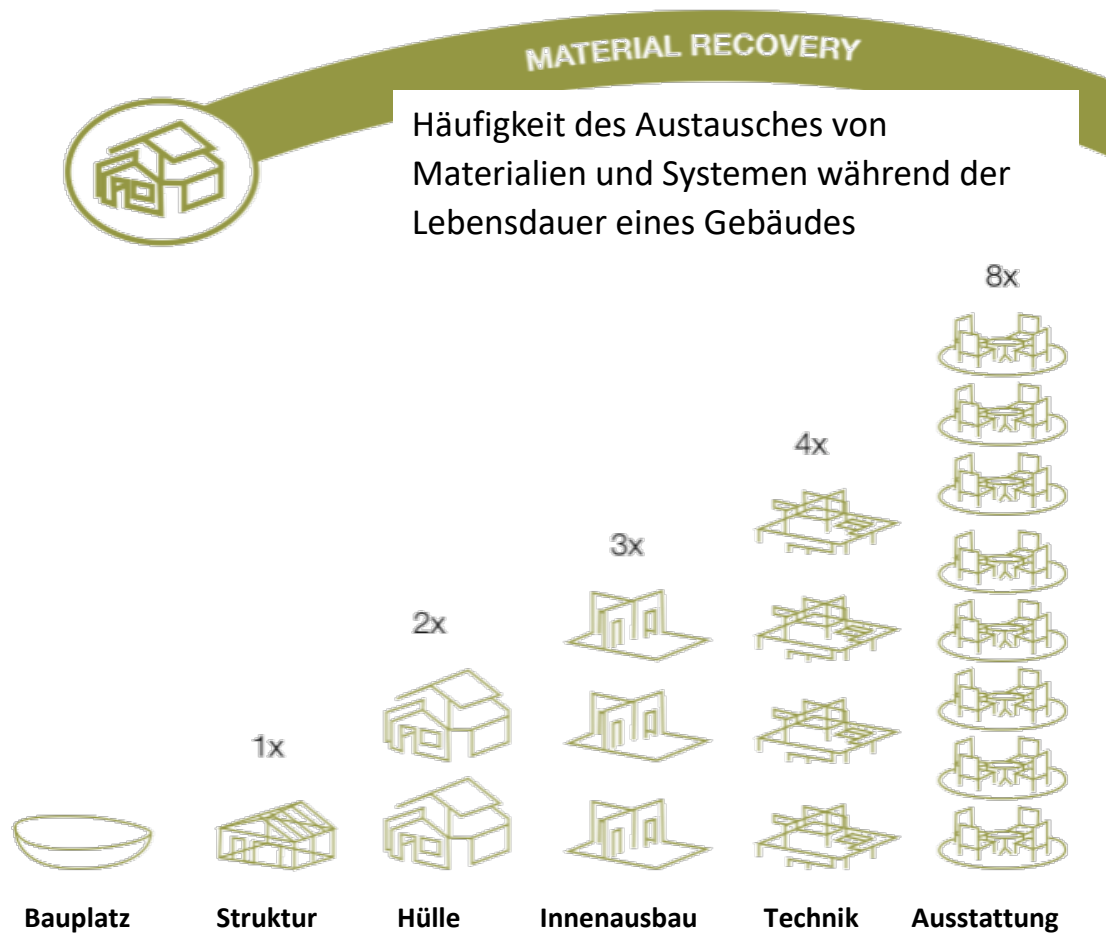 MATERIAL RECOVERY
Häufigkeit des Austausches von
Materialien und Systemen während der
Lebensdauer eines Gebäudes
8x
4x
3x
2x
1x
Bauplatz Struktur Hülle Innenausbau Technik Ausstattung